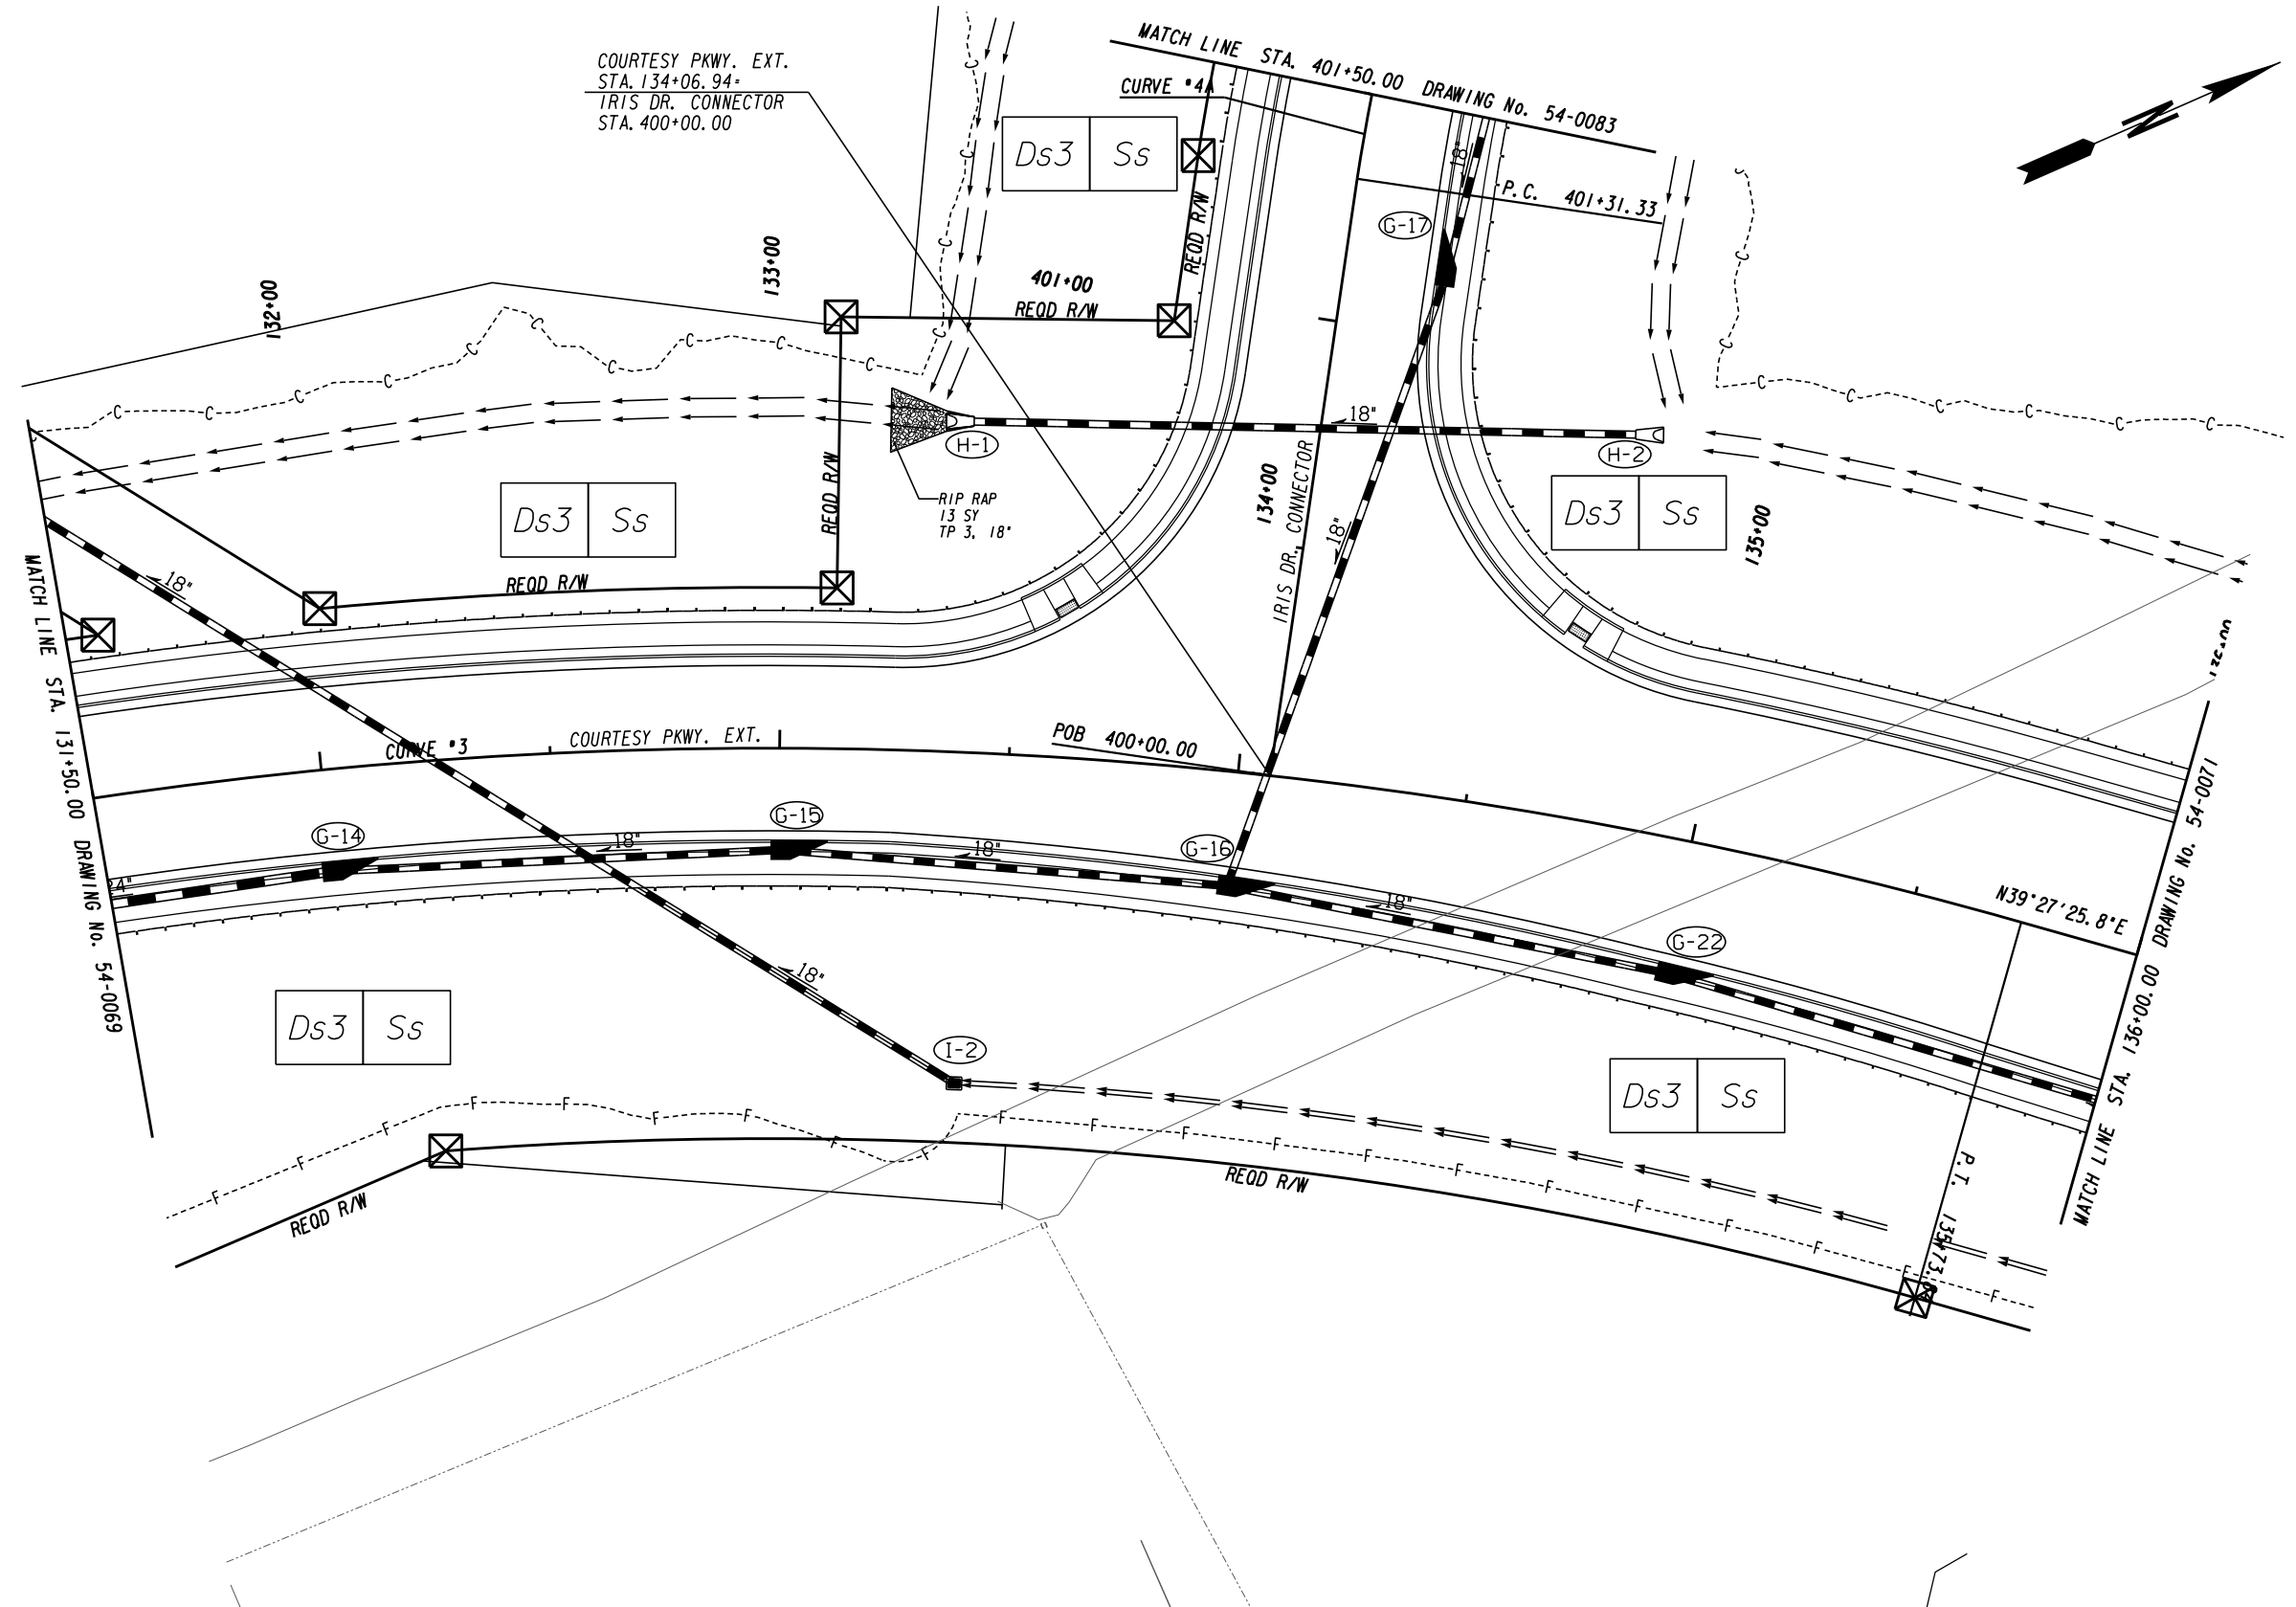 COURTESY PKWY. EXT.
STA. 134+06.94=
IRIS DR. CONNECTOR
STA. 400+00.00
MATCH LINE STA. 401+50.00 DRAWING No. 54-0083
CURVE #4A
Ds3 Ss
REQD R/W
18"
P.C. 401+31.33
G-17
N
132+00
133+00
401+00
REQD R/W
C C C C C C C C C C C C C C
C C C C C C C C C
H-1
18"
H-2
RIP RAP
13 SY
TP 3, 18"
REQD R/W
134+00
IRIS DR. CONNECTOR
18"
Ds3 Ss
Ds3 Ss
135+00
MATCH LINE STA. 131+50.00 DRAWING No. 54-0069
18"
REQD R/W
CURVE #3
COURTESY PKWY. EXT.
POB 400+00.00
G-14
G-15
18"
18"
G-16
18"
G-22
N39°27'25.8"E
MATCH LINE STA. 136+00.00 DRAWING No. 54-0071
18"
Ds3 Ss
I-2
Ds3 Ss
F F F F F F F F
F F F F F F F F F F F F
REQD R/W
REQD R/W
P.I.